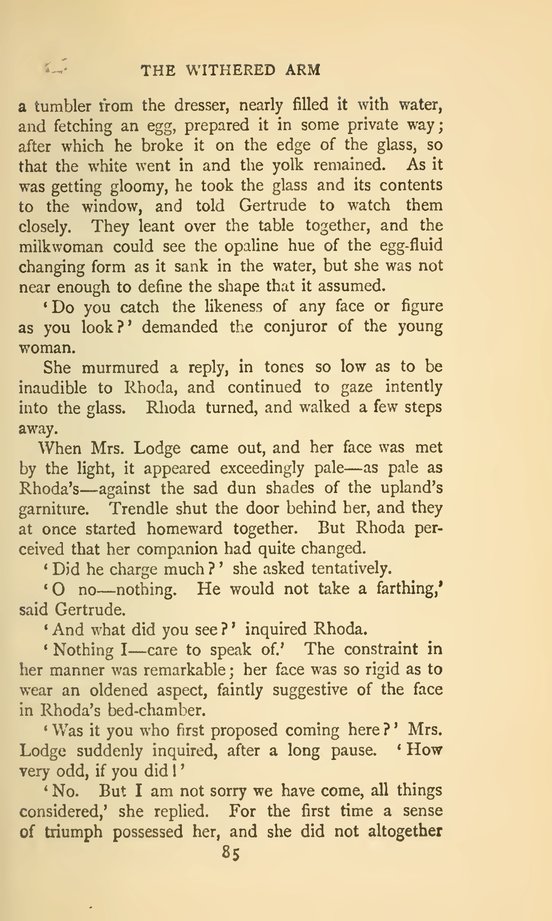 THE WITHERED ARM
a tumbler from the dresser, nearly filled it with water,
and fetching an egg, prepared it in some private way;
after which he broke it on the edge of the glass, so
that the white went in and the yolk remained. As it
was getting gloomy, he took the glass and its contents
to the window, and told Gertrude to watch them
closely. They leant over the table together, and the
milkwoman could see the opaline hue of the egg-fluid
changing form as it sank in the water, but she was not
near enough to define the shape that it assumed.
‘Do you catch the likeness of any face or figure
as you look?’ demanded the conjuror of the young
woman.
She murmured a reply, in tones so low as to be
inaudible to Rhoda, and continued to gaze intently
into the glass. Rhoda turned, and walked a few steps
away.
When Mrs. Lodge came out, and her face was met
by the light, it appeared exceedingly pale—as pale as
Rhoda’s—against the sad dun shades of the upland’s
garniture. Trendle shut the door behind her, and they
at once started homeward together. But Rhoda per-
ceived that her companion had quite changed.
‘Did he charge much?’ she asked tentatively.
‘O no—nothing. He would not take a farthing,’
said Gertrude.
‘And what did you see?’ inquired Rhoda.
‘Nothing I—care to speak of.’ The constraint in
her manner was remarkable; her face was so rigid as to
wear an oldened aspect, faintly suggestive of the face
in Rhoda’s bed-chamber.
‘Was it you who first proposed coming here?’ Mrs.
Lodge suddenly inquired, after a long pause. ‘How
very odd, if you did!’
‘No. But I am not sorry we have come, all things
considered,’ she replied. For the first time a sense
of triumph possessed her, and she did not altogether
85